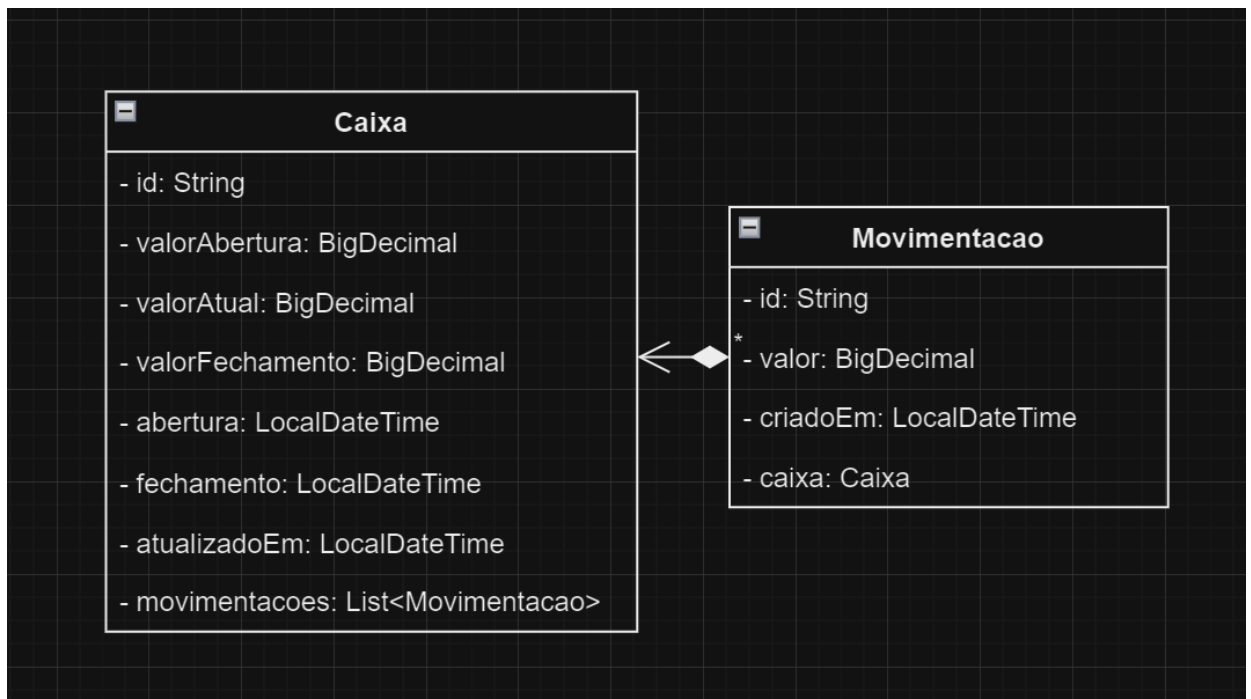 Caixa
- id: String
- valorAbertura: BigDecimal
- valorAtual: BigDecimal
- valorFechamento: BigDecimal
- abertura: LocalDateTime
- fechamento: LocalDateTime
- atualizadoEm: LocalDateTime
- movimentacoes: List<Movimentacao>
Movimentacao
- id: String
*
- valor: BigDecimal
- criadoEm: LocalDateTime
- caixa: Caixa